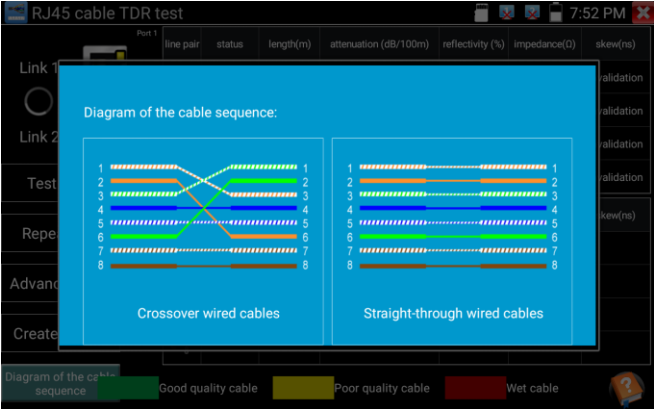 RJ45 cable TDR test
7:52 PM
Port 1
line pair status length(m) attenuation (dB/100m) reflectivity (%) impedance(Ω) skew(ns)
Link 1
Link 2
Test
Advanc
Create
Diagram of the cable sequence:
1 1 1 1
2 2 2 2
3 3 3 3
4 4 4 4
5 5 5 5
6 6 6 6
7 7 7 7
8 8 8 8
Crossover wired cables
Straight-through wired cables
validation
validation
validation
validation
kew(ns)
Diagram of the
sequence
Good quality cable
Poor quality cable
Wet cable
?